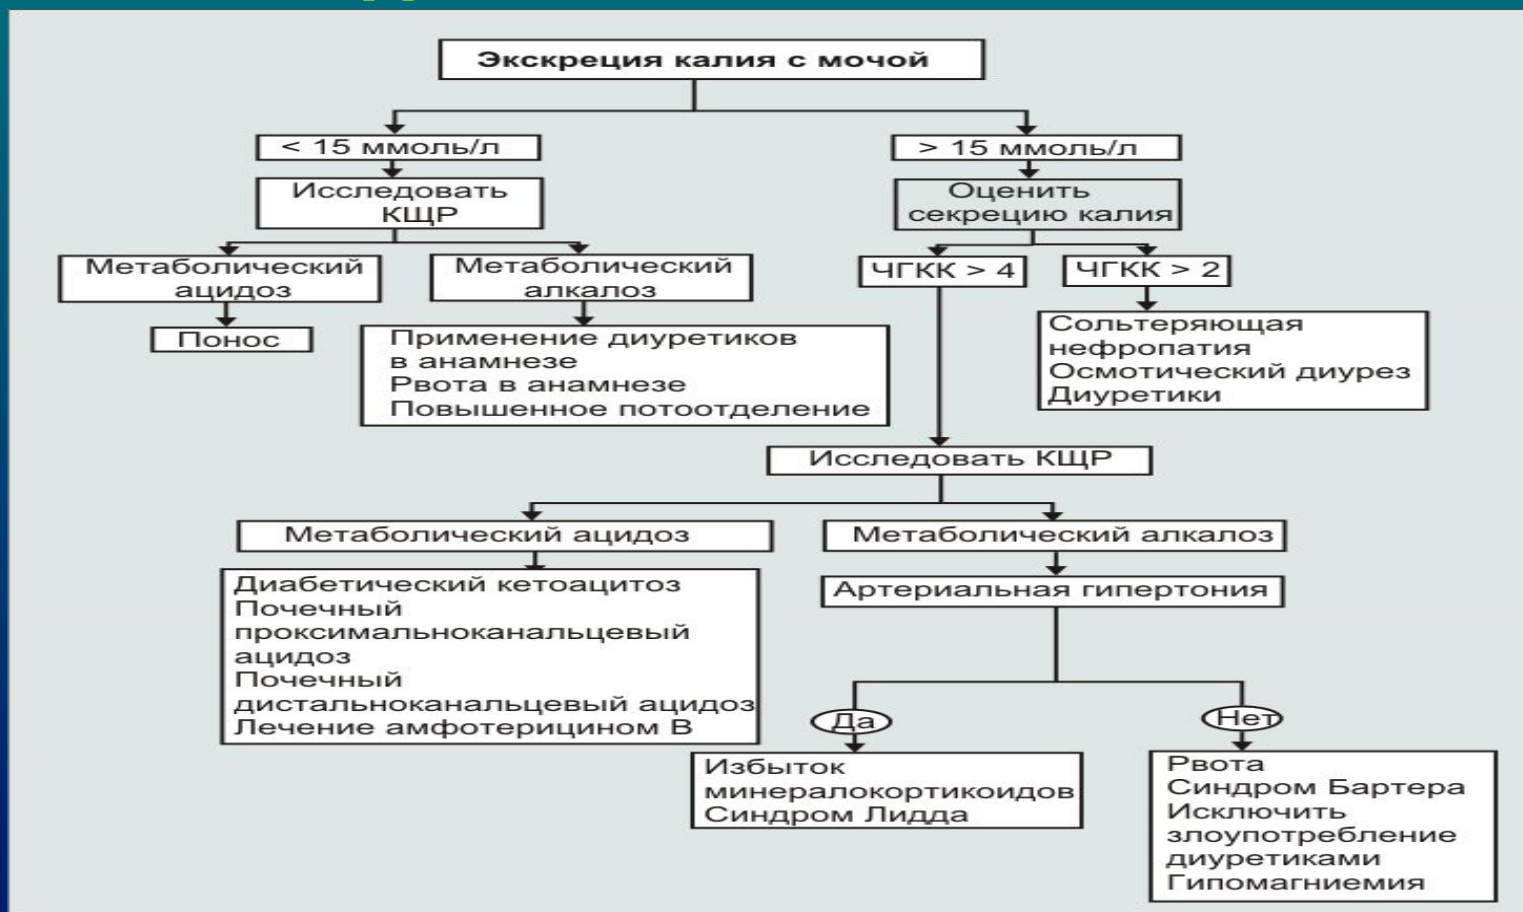 Экскреция калия с мочой
< 15 ммоль/л
> 15 ммоль/л
Исследовать
КЩР
Оценить
секрецию калия
Метаболический
ацидоз
Метаболический
алкалоз
ЧГКК > 4
ЧГКК > 2
Понос
Применение диуретиков
в анамнезе
Рвота в анамнезе
Повышенное потоотделение
Сольтеряющая
нефропатия
Осмотический диурез
Диуретики
Исследовать КЩР
Метаболический ацидоз
Метаболический алкалоз
Диабетический кетоацитоз
Почечный
проксимальноканальцевый
ацидоз
Почечный
дистальноканальцевый ацидоз
Лечение амфотерицином В
Артериальная гипертония
Да
Нет
Избыток
минералокортикоидов
Синдром Лидда
Рвота
Синдром Бартера
Исключить
злоупотребление
диуретиками
Гипомагниемия